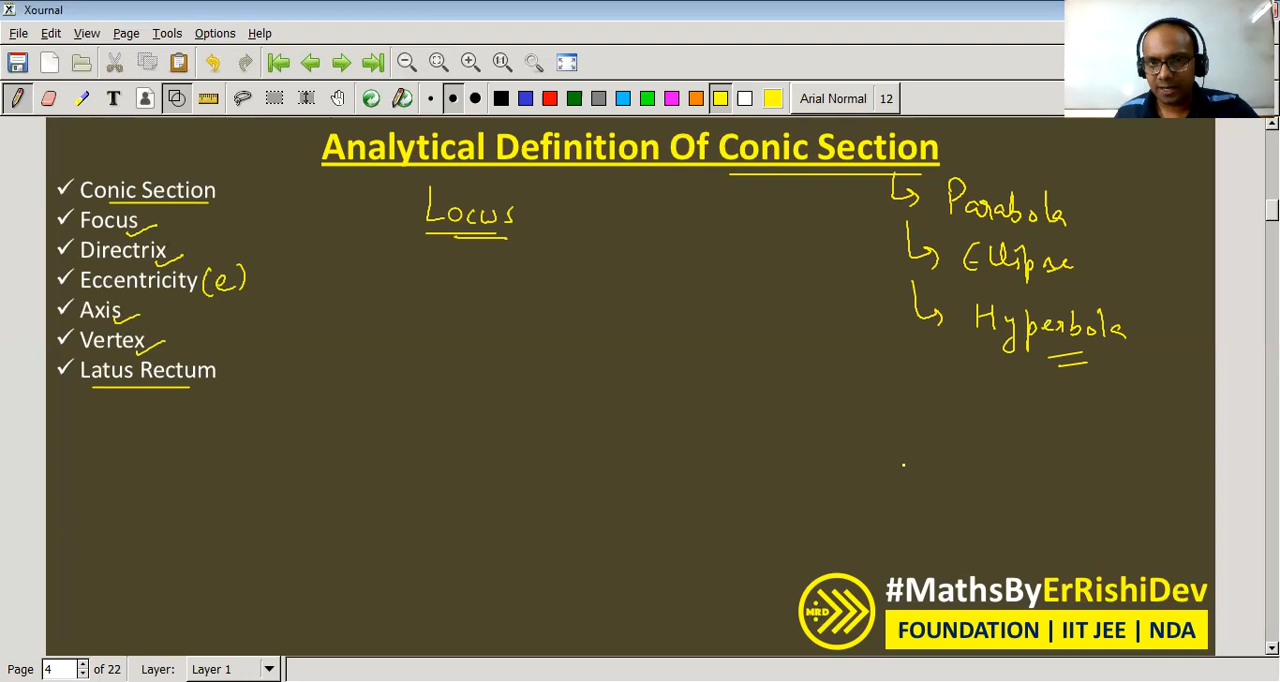 Xournal
File Edit View Page Tools Options Help
Arial Normal 12
Analytical Definition Of Conic Section
✓ Conic Section
✓ Focus
✓ Directrix
✓ Eccentricity (e)
✓ Axis
✓ Vertex
✓ Latus Rectum
Locus
Parabola
Ellipse
Hyperbola
MRD
#MathsByErRishiDev
FOUNDATION | IIT JEE | NDA
Page 4 of 22 Layer: Layer 1